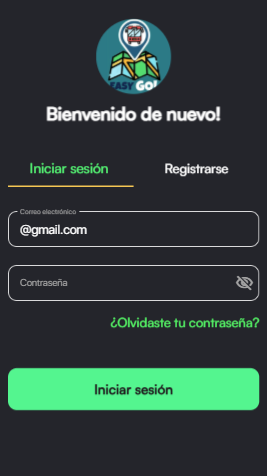 EASY GO!
Bienvenido de nuevo!
Iniciar sesión
Registrarse
Correo electrónico
@gmail.com
Contraseña
¿Olvidaste tu contraseña?
Iniciar sesión